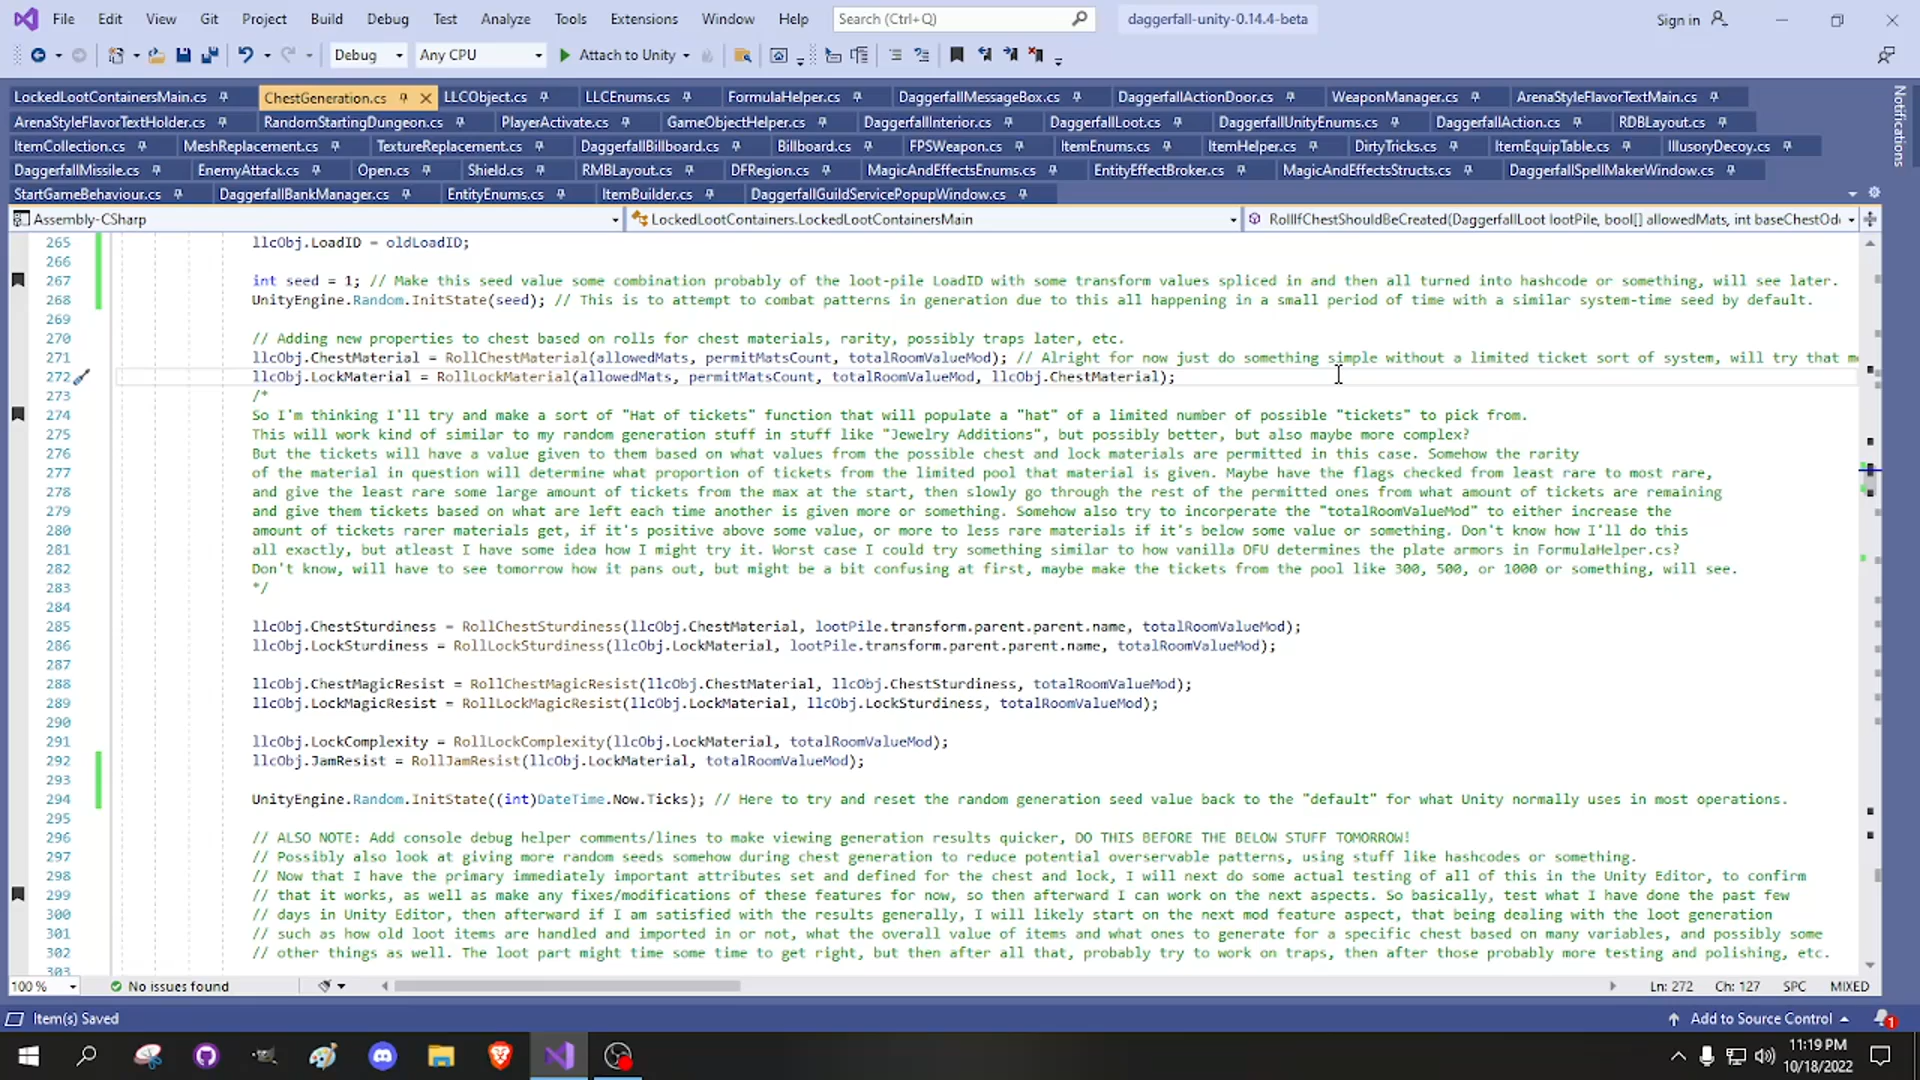 File Edit View Git Project Build Debug Test Analyze Tools Extensions Window Help Search (Ctrl+Q) daggerfall-unity-0.14.4-beta Sign in
Debug Any CPU Attach to Unity
LockedLootContainersMain.cs ChestGeneration.cs LLCObject.cs LLCEnums.cs FormulaHelper.cs DaggerfallMessageBox.cs DaggerfallActionDoor.cs WeaponManager.cs ArenaStyleFlavorTextMain.cs
ArenaStyleFlavorTextHolder.cs RandomStartingDungeon.cs PlayerActivate.cs GameObjectHelper.cs DaggerfallInterior.cs DaggerfallLoot.cs DaggerfallUnityEnums.cs DaggerfallAction.cs RDBLayout.cs
ItemCollection.cs MeshReplacement.cs TextureReplacement.cs DaggerfallBillboard.cs Billboard.cs FPSWeapon.cs ItemEnums.cs ItemHelper.cs DirtyTricks.cs ItemEquipTable.cs IllusoryDecoy.cs
DaggerfallMissile.cs EnemyAttack.cs Open.cs Shield.cs RMBLayout.cs DFRegion.cs MagicAndEffectsEnums.cs EntityEffectBroker.cs MagicAndEffectsStructs.cs DaggerfallSpellMakerWindow.cs
StartGameBehaviour.cs DaggerfallBankManager.cs EntityEnums.cs ItemBuilder.cs DaggerfallGuildServicePopupWindow.cs
Notifications
Assembly-CSharp LockedLootContainers.LockedLootContainersMain RollIfChestShouldBeCreated(DaggerfallLoot lootPile, bool[] allowedMats, int baseChestOd
265 llcObj.LoadID = oldLoadID;
266
267 int seed = 1; // Make this seed value some combination probably of the loot-pile LoadID with some transform values spliced in and then all turned into hashcode or something, will see later.
268 UnityEngine.Random.InitState(seed); // This is to attempt to combat patterns in generation due to this all happening in a small period of time with a similar system-time seed by default.
269
270 // Adding new properties to chest based on rolls for chest materials, rarity, possibly traps later, etc.
271 llcObj.ChestMaterial = RollChestMaterial(allowedMats, permitMatsCount, totalRoomValueMod); // Alright for now just do something simple without a limited ticket sort of system, will try that m
272 llcObj.LockMaterial = RollLockMaterial(allowedMats, permitMatsCount, totalRoomValueMod, llcObj.ChestMaterial);
273 /*
274 So I'm thinking I'll try and make a sort of "Hat of tickets" function that will populate a "hat" of a limited number of possible "tickets" to pick from.
275 This will work kind of similar to my random generation stuff in stuff like "Jewelry Additions", but possibly better, but also maybe more complex?
276 But the tickets will have a value given to them based on what values from the possible chest and lock materials are permitted in this case. Somehow the rarity
277 of the material in question will determine what proportion of tickets from the limited pool that material is given. Maybe have the flags checked from least rare to most rare,
278 and give the least rare some large amount of tickets from the max at the start, then slowly go through the rest of the permitted ones from what amount of tickets are remaining
279 and give them tickets based on what are left each time another is given more or something. Somehow also try to incorperate the "totalRoomValueMod" to either increase the
280 amount of tickets rarer materials get, if it's positive above some value, or more to less rare materials if it's below some value or something. Don't know how I'll do this
281 all exactly, but atleast I have some idea how I might try it. Worst case I could try something similar to how vanilla DFU determines the plate armors in FormulaHelper.cs?
282 Don't know, will have to see tomorrow how it pans out, but might be a bit confusing at first, maybe make the tickets from the pool like 300, 500, or 1000 or something, will see.
283 */
284
285 llcObj.ChestSturdiness = RollChestSturdiness(llcObj.ChestMaterial, lootPile.transform.parent.parent.name, totalRoomValueMod);
286 llcObj.LockSturdiness = RollLockSturdiness(llcObj.LockMaterial, lootPile.transform.parent.parent.name, totalRoomValueMod);
287
288 llcObj.ChestMagicResist = RollChestMagicResist(llcObj.ChestMaterial, llcObj.ChestSturdiness, totalRoomValueMod);
289 llcObj.LockMagicResist = RollLockMagicResist(llcObj.LockMaterial, llcObj.LockSturdiness, totalRoomValueMod);
290
291 llcObj.LockComplexity = RollLockComplexity(llcObj.LockMaterial, totalRoomValueMod);
292 llcObj.JamResist = RollJamResist(llcObj.LockMaterial, totalRoomValueMod);
293
294 UnityEngine.Random.InitState((int)DateTime.Now.Ticks); // Here to try and reset the random generation seed value back to the "default" for what Unity normally uses in most operations.
295
296 // ALSO NOTE: Add console debug helper comments/lines to make viewing generation results quicker, DO THIS BEFORE THE BELOW STUFF TOMORROW!
297 // Possibly also look at giving more random seeds somehow during chest generation to reduce potential overservable patterns, using stuff like hashcodes or something.
298 // Now that I have the primary immediately important attributes set and defined for the chest and lock, I will next do some actual testing of all of this in the Unity Editor, to confirm
299 // that it works, as well as make any fixes/modifications of these features for now, so then afterward I can work on the next aspects. So basically, test what I have done the past few
300 // days in Unity Editor, then afterward if I am satisfied with the results generally, I will likely start on the next mod feature aspect, that being dealing with the loot generation
301 // such as how old loot items are handled and imported in or not, what the overall value of items and what ones to generate for a specific chest based on many variables, and possibly some
302 // other things as well. The loot part might time some time to get right, but then after all that, probably try to work on traps, then after those probably more testing and polishing, etc.
303
100 % No issues found Ln: 272 Ch: 127 SPC MIXED
Item(s) Saved Add to Source Control 1
11:19 PM
10/18/2022